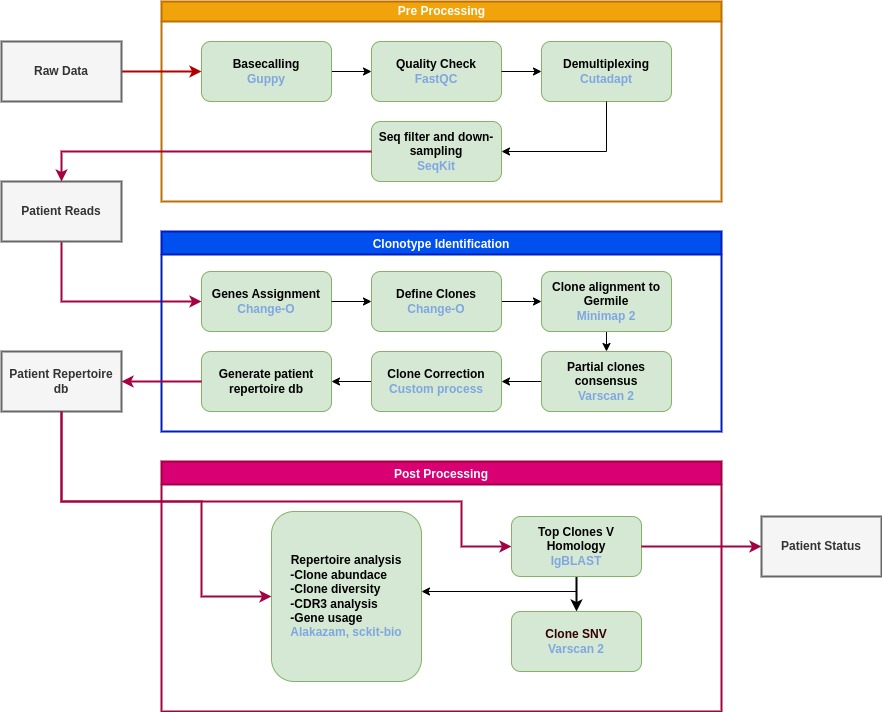 Pre Processing
Raw Data
Basecalling
Guppy
Quality Check
FastQC
Demultiplexing
Cutadapt
Seq filter and down-
sampling
SeqKit
Patient Reads
Clonotype Identification
Genes Assignment
Change-O
Define Clones
Change-O
Clone alignment to
Germile
Minimap 2
Patient Repertoire
db
Generate patient
repertoire db
Clone Correction
Custom process
Partial clones
consensus
Varscan 2
Post Processing
Repertoire analysis
-Clone abundace
-Clone diversity
-CDR3 analysis
-Gene usage
Alakazam, sckit-bio
Top Clones V
Homology
IgBLAST
Patient Status
Clone SNV
Varscan 2